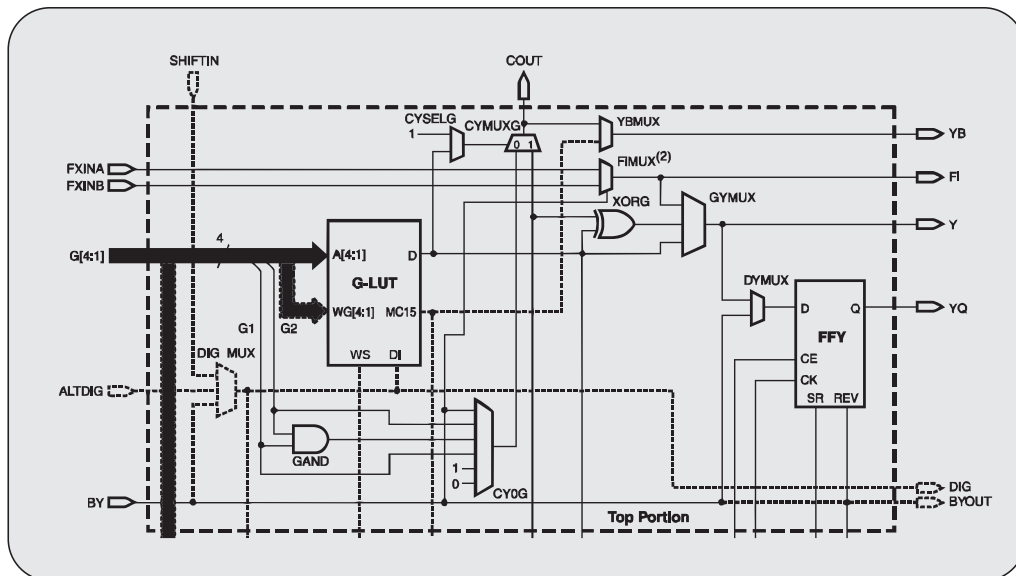 SHIFTIN
COUT
CYSELG
CYMUXG
1
0 1
YBMUX
YB
FXINA
FXINB
FIMUX(2)
FI
XORG
GYMUX
Y
G[4:1]
4
A[4:1]
D
G-LUT
WG[4:1]
MC15
WS
DI
G1
G2
DYMUX
D
Q
YQ
FFY
CE
CK
SR
REV
DIG MUX
ALTDIG
GAND
1
0
CY0G
BY
DIG
BYOUT
Top Portion